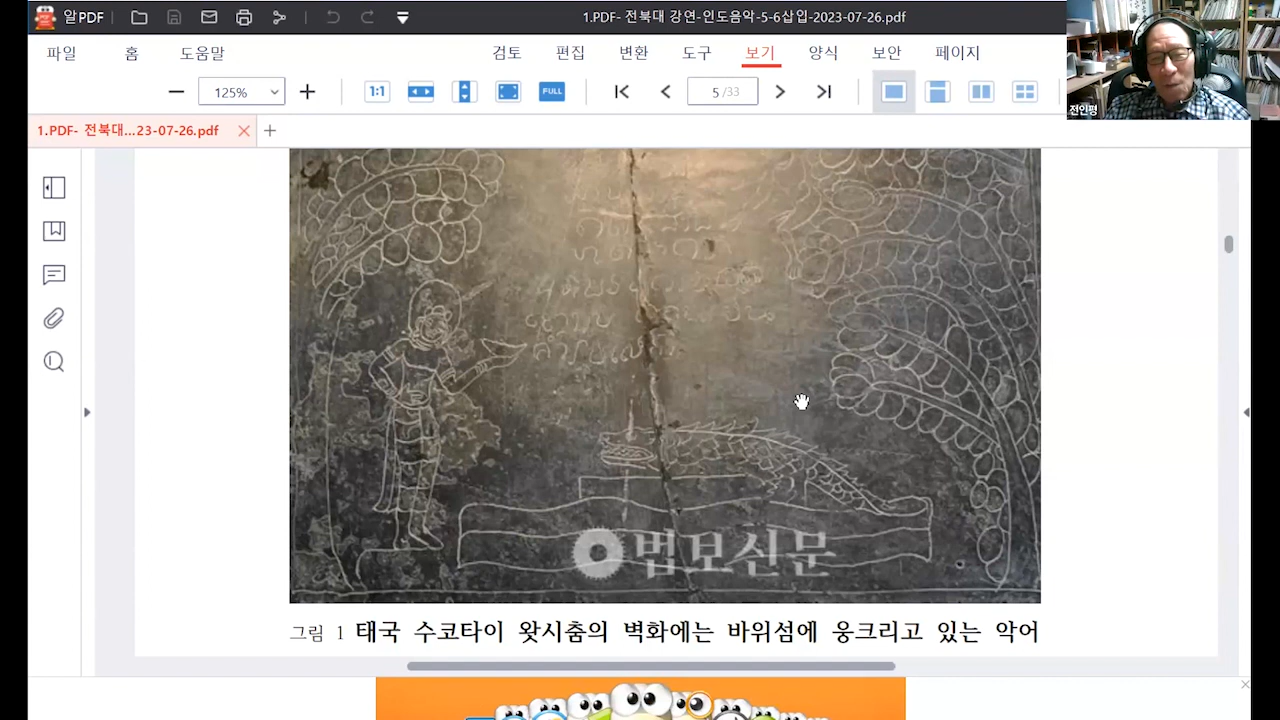 알PDF
1.PDF- 전북대 강연-인도음악-5-6삽입-2023-07-26.pdf
파일 홈 도움말 검토 편집 변환 도구 보기 양식 보안 페이지
125% 1:1 FULL 5 /33
전인평
1.PDF- 전북대...23-07-26.pdf
법보신문
그림 1 태국 수코타이 왓시춤의 벽화에는 바위섬에 웅크리고 있는 악어